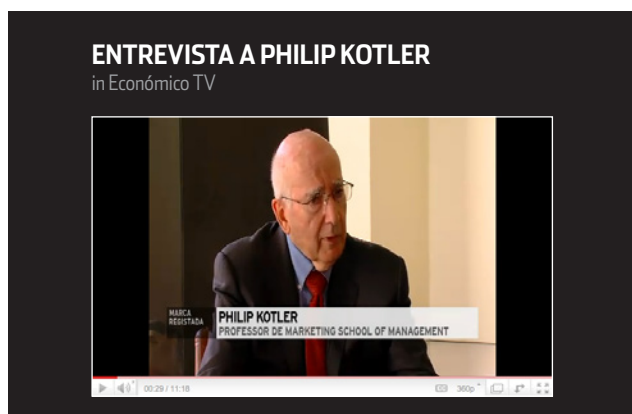 ENTREVISTA A PHILIP KOTLER
in Económico TV
MARCA
REGISTADA
PHILIP KOTLER
PROFESSOR DE MARKETING SCHOOL OF MANAGEMENT
00:29 / 11:18
CC
360p